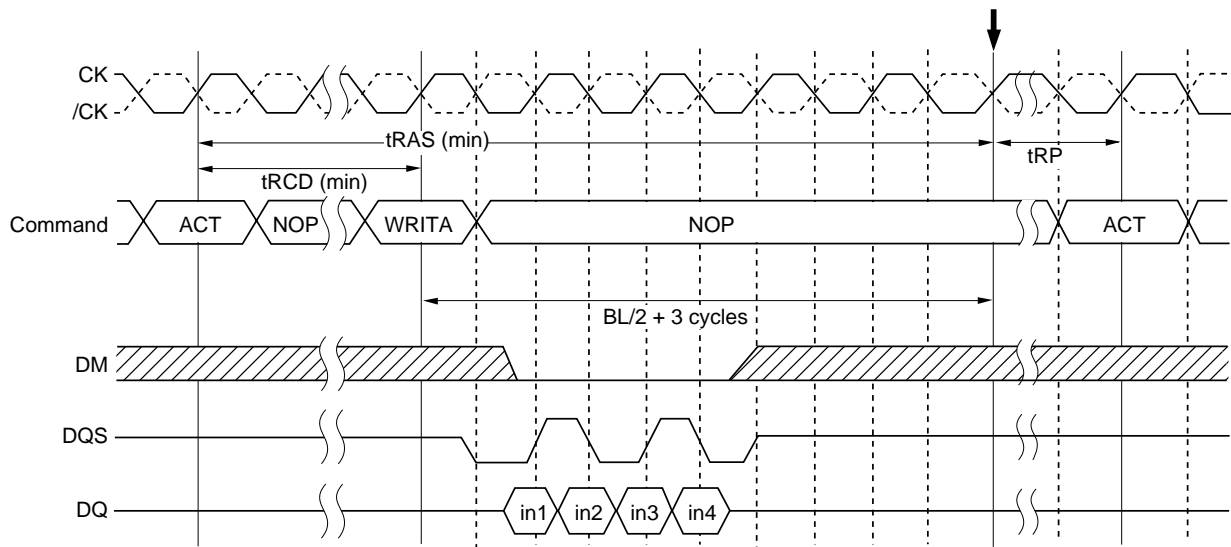 CK
/CK
tRAS (min)
tRP
tRCD (min)
Command ACT NOP WRITA NOP ACT
BL/2 + 3 cycles
DM
DQS
DQ in1 in2 in3 in4